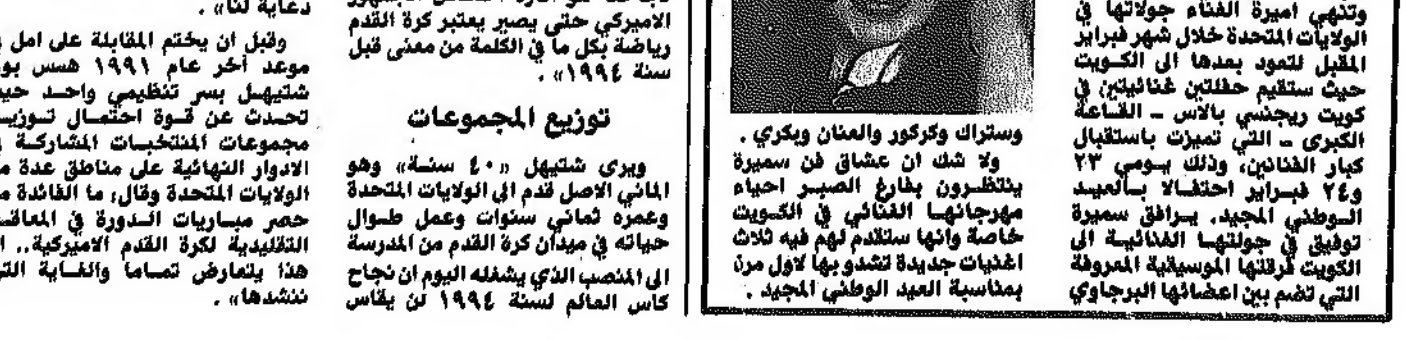 وتنهي اميرة الغناء جولاتها في
الولايات المتحدة خلال شهر فبراير
المقبل لتعود بعدها الى الكويت
حيث ستقيم حفلتين غنائيتين في
كويت ريجنسي بالاس ـ القاعة
الكبرى ـ التي تميزت باستقبال
كبار الفنانين، وذلك يومي ٢٣
و٢٤ فبراير احتفالا بالعيد
الوطني المجيد. يرافق سميرة
توفيق في جولتها الغنائية الى
الكويت فرقتها الموسيقية المعروفة
التي تضم بين اعضائها البرجاوي
وستراك وكركور والعنان وبكري .
ولا شك ان عشاق فن سميرة
ينتظرون بفارغ الصبر احياء
مهرجانها الغنائي في الكويت
خاصة وانها ستقدم لهم فيه ثلاث
اغنيات جديدة تشدو بها لاول مرة
بمناسبة العيد الوطني المجيد .
الاميركي حتى يصير يعتبر كرة القدم
رياضة بكل ما في الكلمة من معنى قبل
سنة ١٩٩٤» .
توزيع المجموعات
ويرى شتيهل «٤٠ سنة» وهو
الماني الاصل قدم الى الولايات المتحدة
وعمره ثماني سنوات وعمل طوال
حياته في ميدان كرة القدم من المدرسة
الى المنصب الذي يشغله اليوم ان نجاح
كاس العالم لسنة ١٩٩٤ لن يقاس
دعاية لنا» .
وقبل ان يختم المقابلة على امل
موعد آخر عام ١٩٩١ همس
شتيهل بسر تنظيمي واحد
تحدث عن قوة احتمال
مجموعات المنتخبات المشاركة
الادوار النهائية على مناطق عدة
الولايات المتحدة وقال، ما الفائدة
حصر مباريات الدورة في
التقليدية لكرة القدم الاميركية..
هذا يتعارض تماما والغاية
ننشدها» .